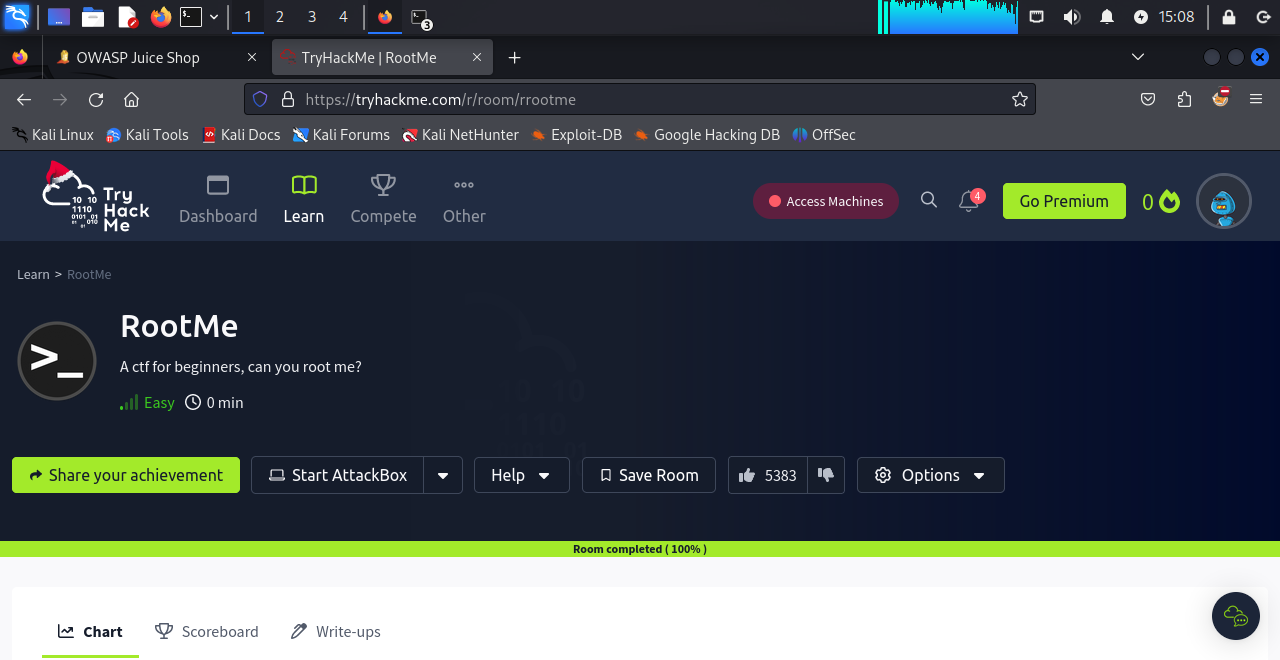 1 2 3 4 3 15:08
OWASP Juice Shop TryHackMe | RootMe
https://tryhackme.com/r/room/rrootme
Kali Linux Kali Tools Kali Docs Kali Forums Kali NetHunter Exploit-DB Google Hacking DB OffSec
Try Hack Me
Dashboard Learn Compete Other Access Machines 4 Go Premium 0
Learn > RootMe
RootMe
>_
A ctf for beginners, can you root me?
Easy 0 min
Share your achievement Start AttackBox Help Save Room 5383 Options
Room completed ( 100% )
Chart Scoreboard Write-ups